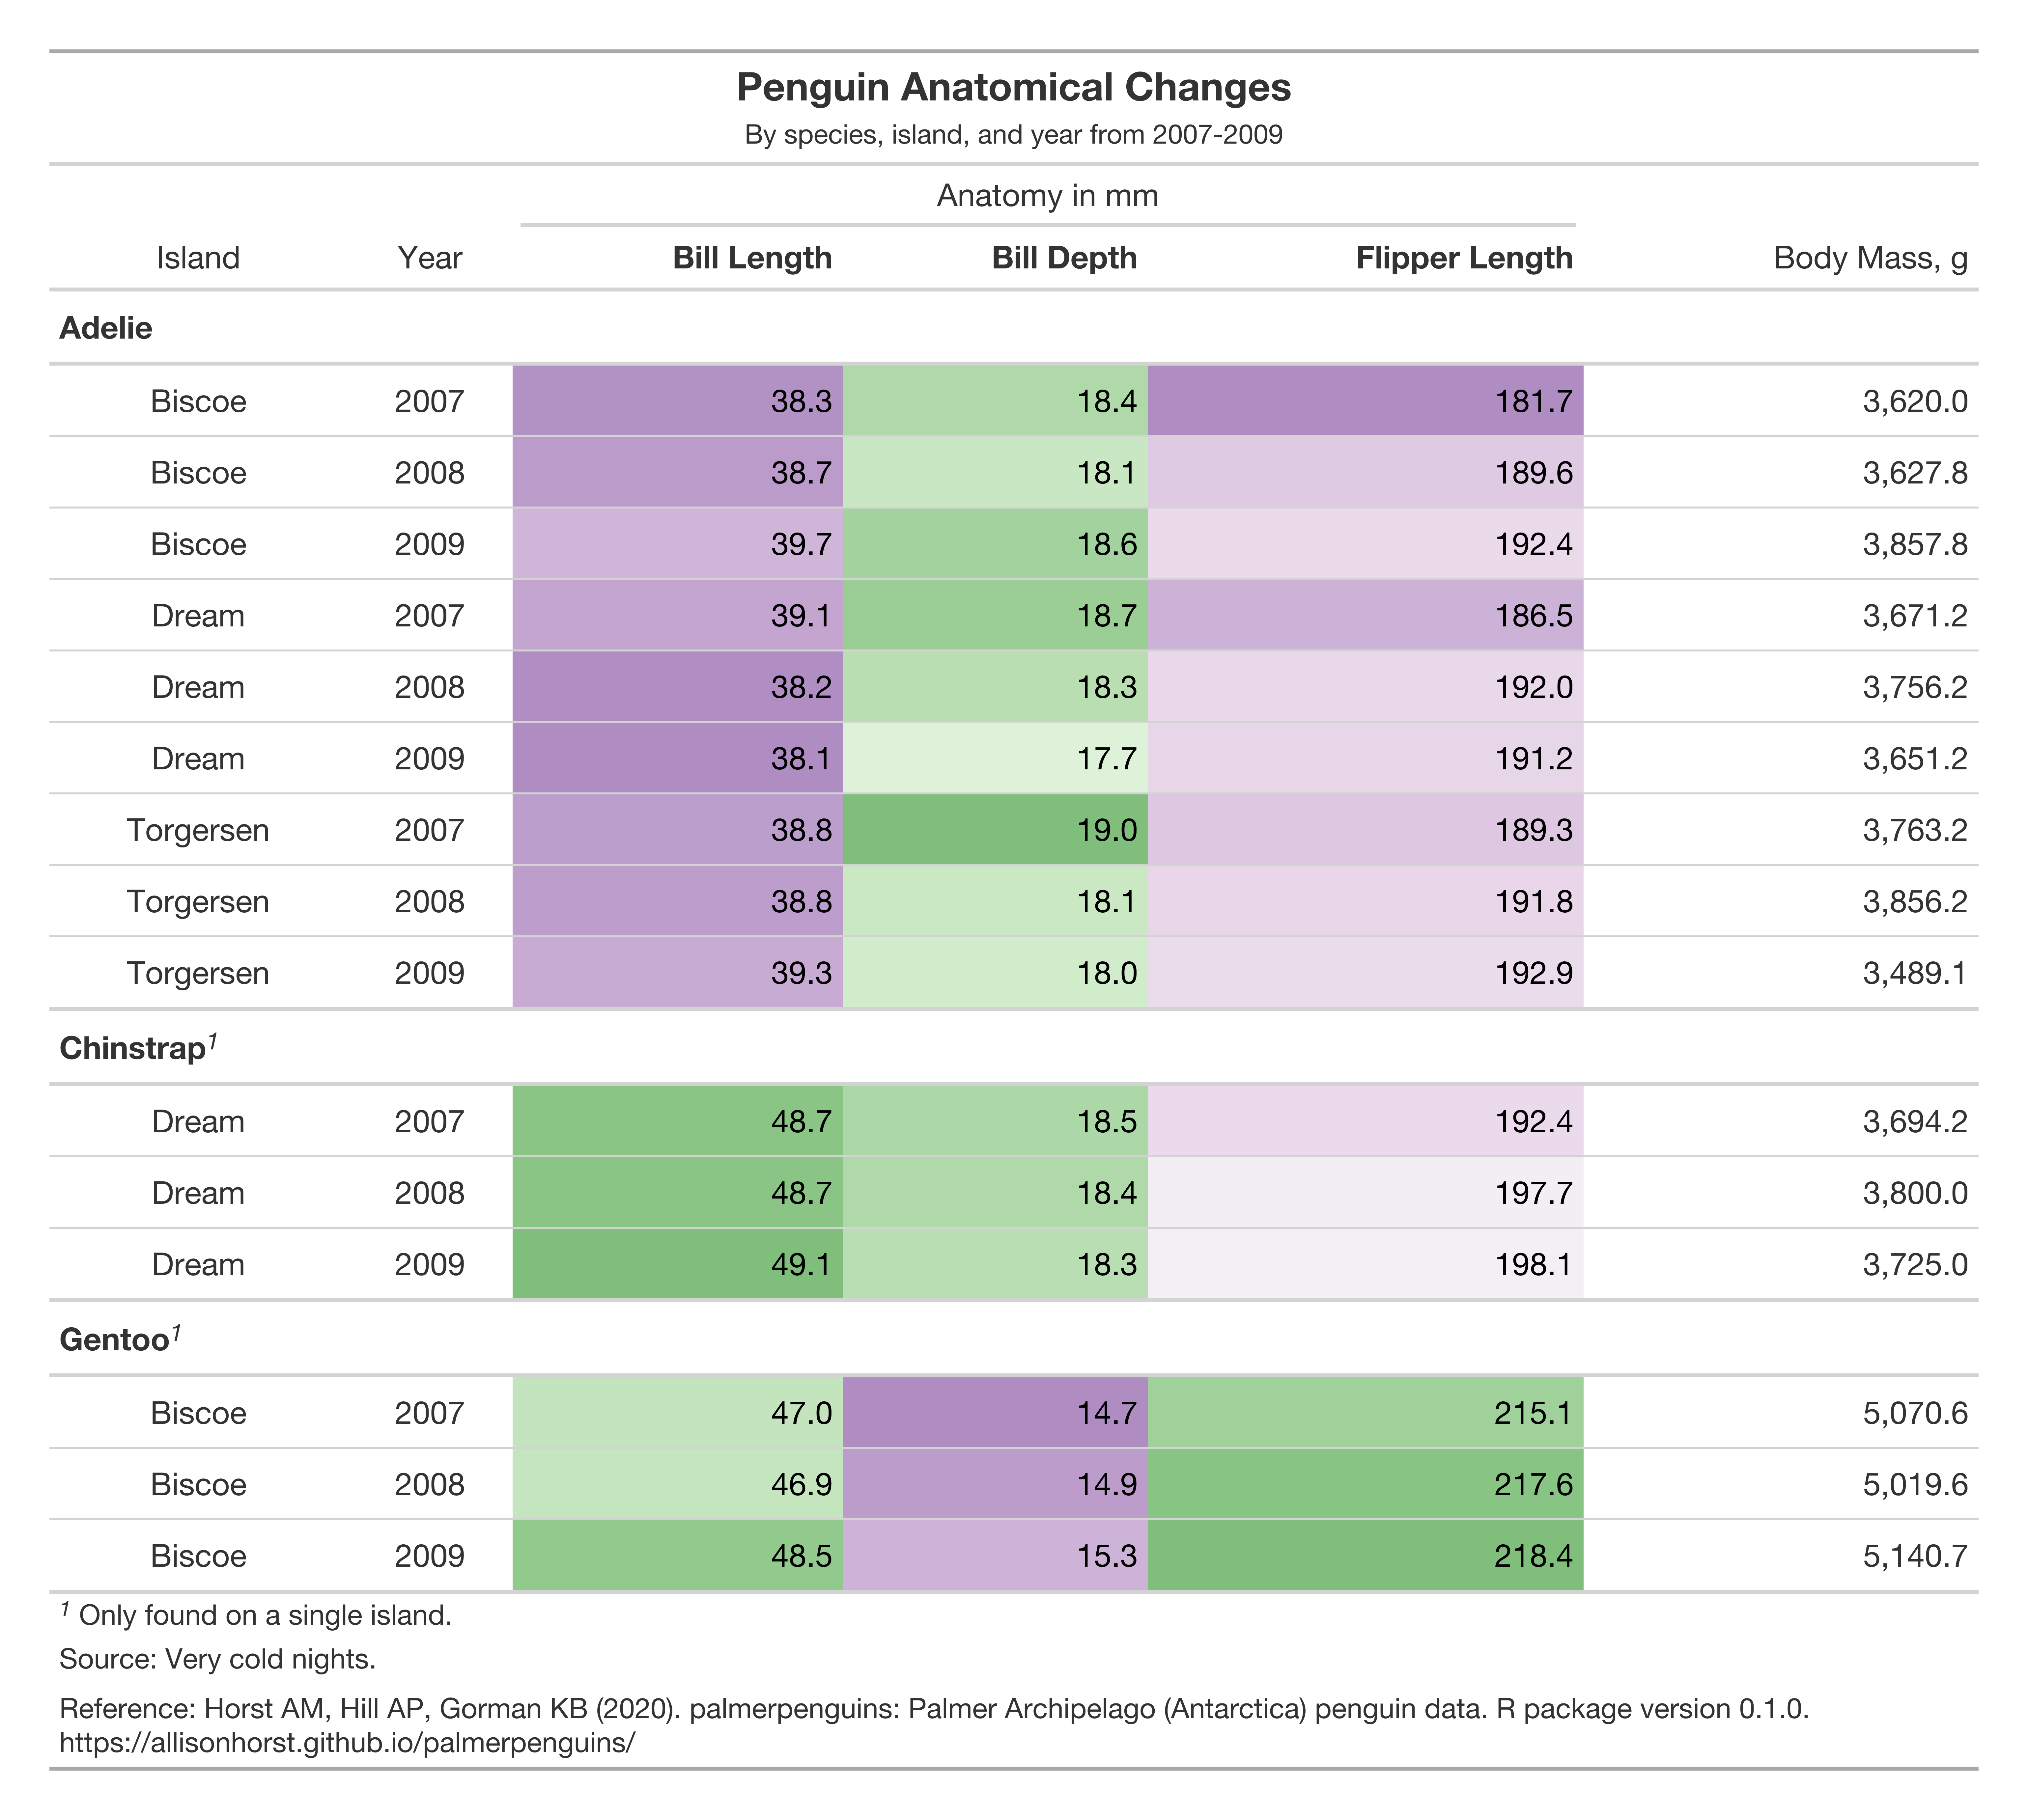 Penguin Anatomical Changes
By species, island, and year from 2007-2009
Anatomy in mm
Island Year Bill Length Bill Depth Flipper Length Body Mass, g
Adelie
Biscoe 2007 38.3 18.4 181.7 3,620.0
Biscoe 2008 38.7 18.1 189.6 3,627.8
Biscoe 2009 39.7 18.6 192.4 3,857.8
Dream 2007 39.1 18.7 186.5 3,671.2
Dream 2008 38.2 18.3 192.0 3,756.2
Dream 2009 38.1 17.7 191.2 3,651.2
Torgersen 2007 38.8 19.0 189.3 3,763.2
Torgersen 2008 38.8 18.1 191.8 3,856.2
Torgersen 2009 39.3 18.0 192.9 3,489.1
Chinstrap¹
Dream 2007 48.7 18.5 192.4 3,694.2
Dream 2008 48.7 18.4 197.7 3,800.0
Dream 2009 49.1 18.3 198.1 3,725.0
Gentoo¹
Biscoe 2007 47.0 14.7 215.1 5,070.6
Biscoe 2008 46.9 14.9 217.6 5,019.6
Biscoe 2009 48.5 15.3 218.4 5,140.7
¹ Only found on a single island.
Source: Very cold nights.
Reference: Horst AM, Hill AP, Gorman KB (2020). palmerpenguins: Palmer Archipelago (Antarctica) penguin data. R package version 0.1.0.
https://allisonhorst.github.io/palmerpenguins/